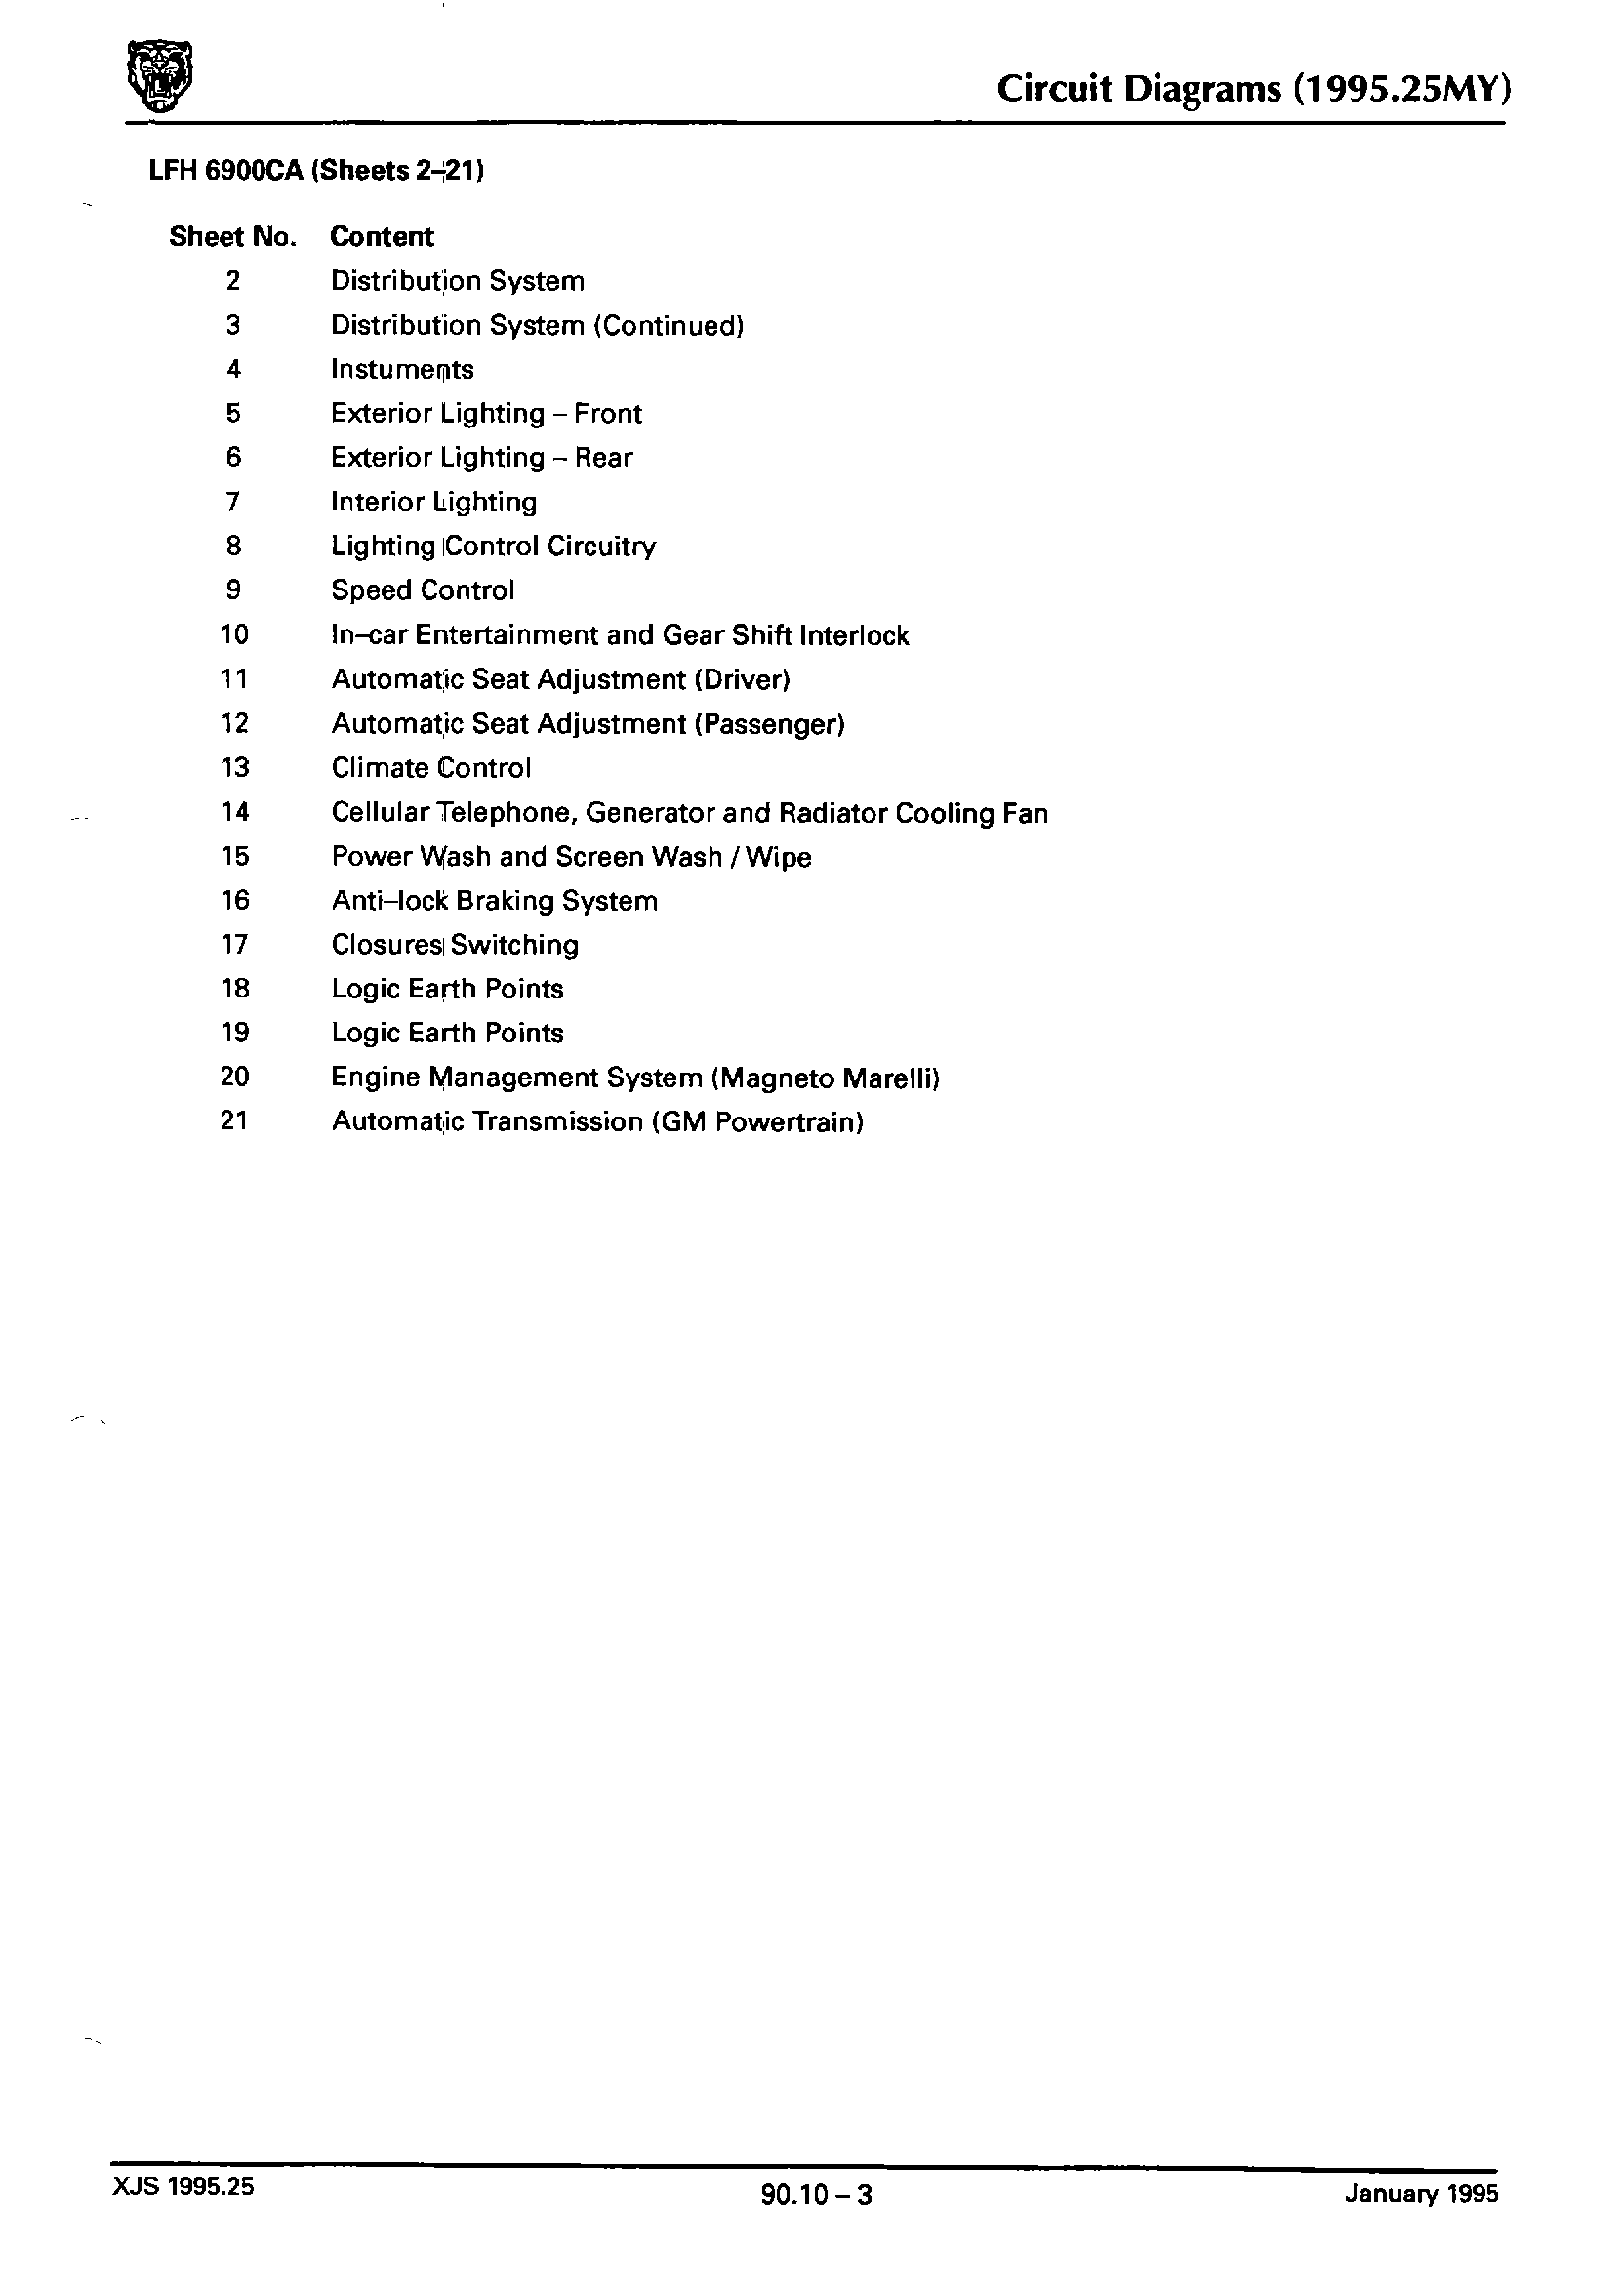 Circuit Diagrams (1995.25MY)
LFH 6900CA (Sheets 2–21)
Sheet No. Content
2 Distribution System
3 Distribution System (Continued)
4 Instuments
5 Exterior Lighting – Front
6 Exterior Lighting – Rear
7 Interior Lighting
8 Lighting Control Circuitry
9 Speed Control
10 In–car Entertainment and Gear Shift Interlock
11 Automatic Seat Adjustment (Driver)
12 Automatic Seat Adjustment (Passenger)
13 Climate Control
14 Cellular Telephone, Generator and Radiator Cooling Fan
15 Power Wash and Screen Wash / Wipe
16 Anti–lock Braking System
17 Closures Switching
18 Logic Earth Points
19 Logic Earth Points
20 Engine Management System (Magneto Marelli)
21 Automatic Transmission (GM Powertrain)
XJS 1995.25
90.10 – 3
January 1995